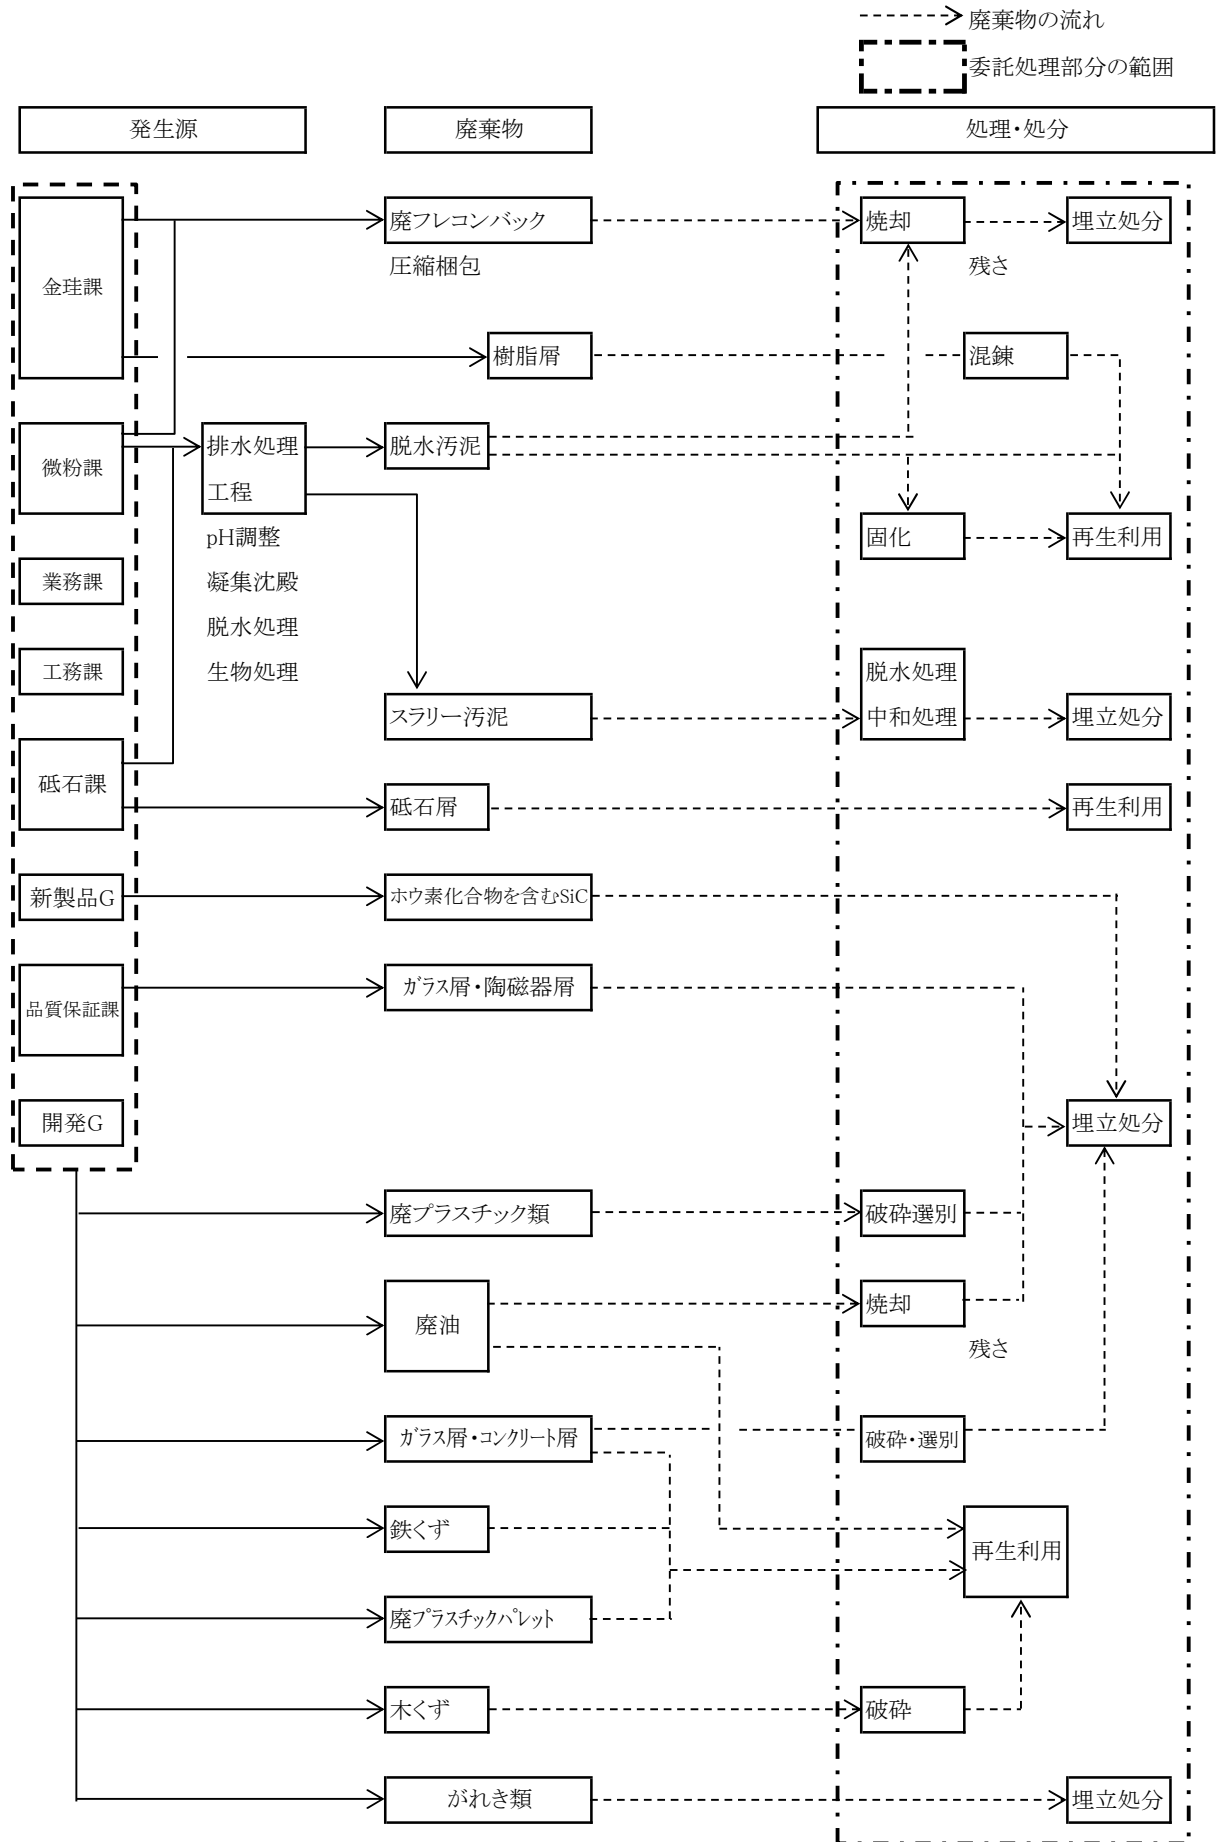 廃棄物の流れ
委託処理部分の範囲
発生源
廃棄物
処理・処分
金珪課
廃フレコンバック
圧縮梱包
焼却
残さ
埋立処分
樹脂屑
混錬
微粉課
排水処理
工程
pH調整
凝集沈殿
脱水処理
生物処理
脱水汚泥
固化
再生利用
業務課
工務課
スラリー汚泥
脱水処理
中和処理
埋立処分
砥石課
砥石屑
再生利用
新製品G
ホウ素化合物を含むSiC
品質保証課
ガラス屑・陶磁器屑
開発G
埋立処分
廃プラスチック類
破砕選別
廃油
焼却
残さ
ガラス屑・コンクリート屑
破砕・選別
鉄くず
再生利用
廃プラスチックパレット
木くず
破砕
がれき類
埋立処分